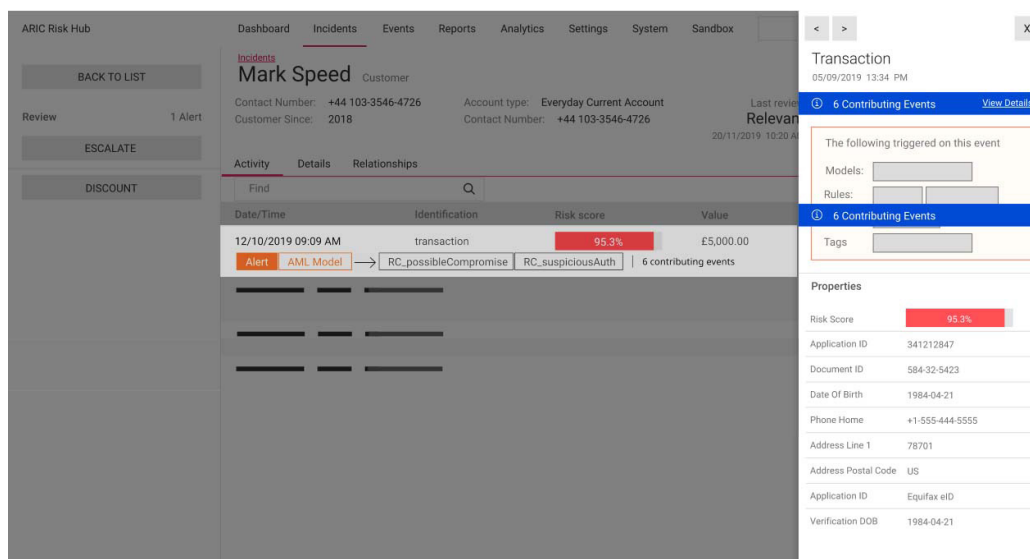 ARIC Risk Hub
Dashboard Incidents Events Reports Analytics Settings System Sandbox
BACK TO LIST
Review 1 Alert
ESCALATE
DISCOUNT
Incidents
Mark Speed Customer
Contact Number: +44 103-3546-4726 Account type: Everyday Current Account
Customer Since: 2018 Contact Number: +44 103-3546-4726
Last revie
Relevan
20/11/2019 10:20 A
Activity Details Relationships
Find
Date/Time Identification Risk score Value
12/10/2019 09:09 AM transaction 95.3% £5,000.00
Alert AML Model RC_possibleCompromise RC_suspiciousAuth 6 contributing events
< > X
Transaction
05/09/2019 13:34 PM
6 Contributing Events View Details
The following triggered on this event
Models:
Rules:
6 Contributing Events
Tags
Properties
Risk Score 95.3%
Application ID 341212847
Document ID 584-32-5423
Date Of Birth 1984-04-21
Phone Home +1-555-444-5555
Address Line 1 78701
Address Postal Code US
Application ID Equifax eID
Verification DOB 1984-04-21